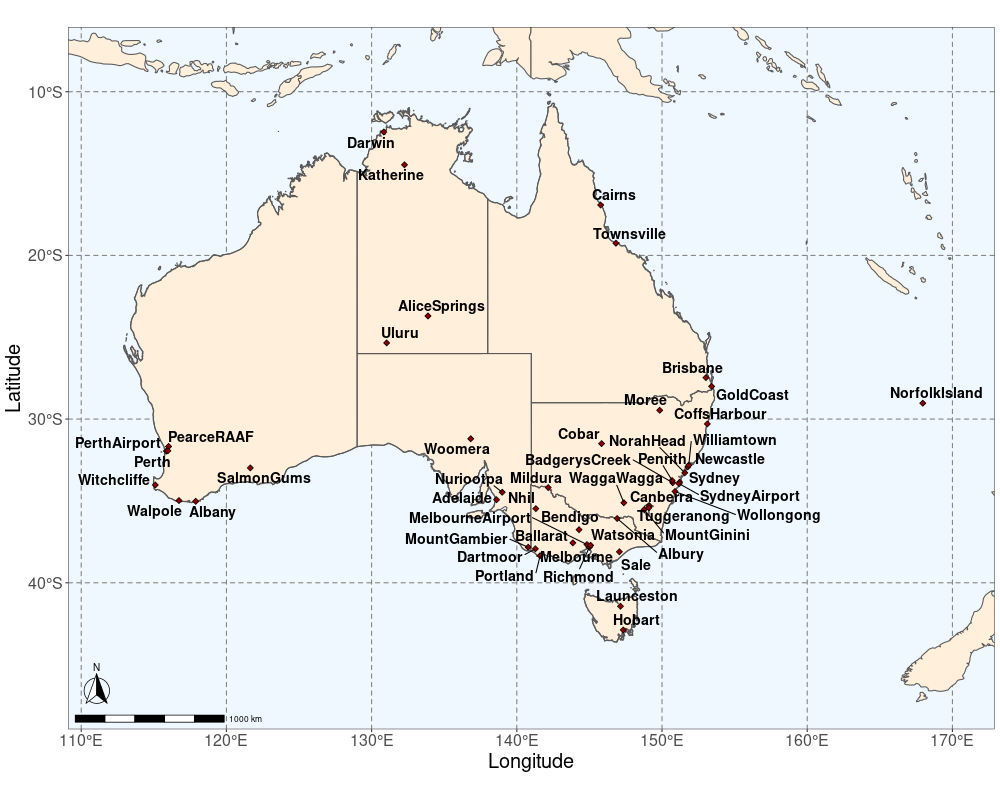 10°S
Darwin
Katherine
Cairns
Townsville
20°S
AliceSprings
Uluru
Latitude
Brisbane
GoldCoast
NorfolkIsland
Moree
CoffsHarbour
30°S
Cobar
NorahHead
Williamtown
PerthAirport
PearceRAAF
Woomera
BadgerysCreek
Penrith
Newcastle
Perth
Witchcliffe
SalmonGums
Nuriootpa
Mildura
WaggaWagga
Sydney
Adelaide
Nhil
Canberra
SydneyAirport
Walpole
Albany
MelbourneAirport
Bendigo
Tuggeranong
Wollongong
MountGambier
Ballarat
Watsonia
MountGinini
Dartmoor
Melbourne
Albury
Sale
Portland
Richmond
40°S
Launceston
Hobart
N
1000 km
110°E
120°E
130°E
140°E
150°E
160°E
170°E
Longitude